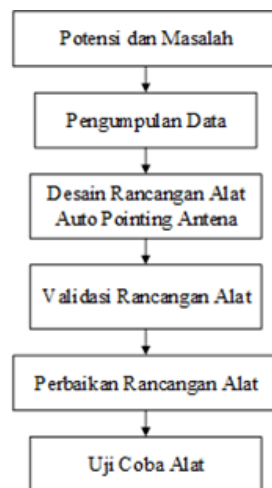 Potensi dan Masalah
Pengumpulan Data
Desain Rancangan Alat
Auto Pointing Antena
Validasi Rancangan Alat
Perbaikan Rancangan Alat
Uji Coba Alat